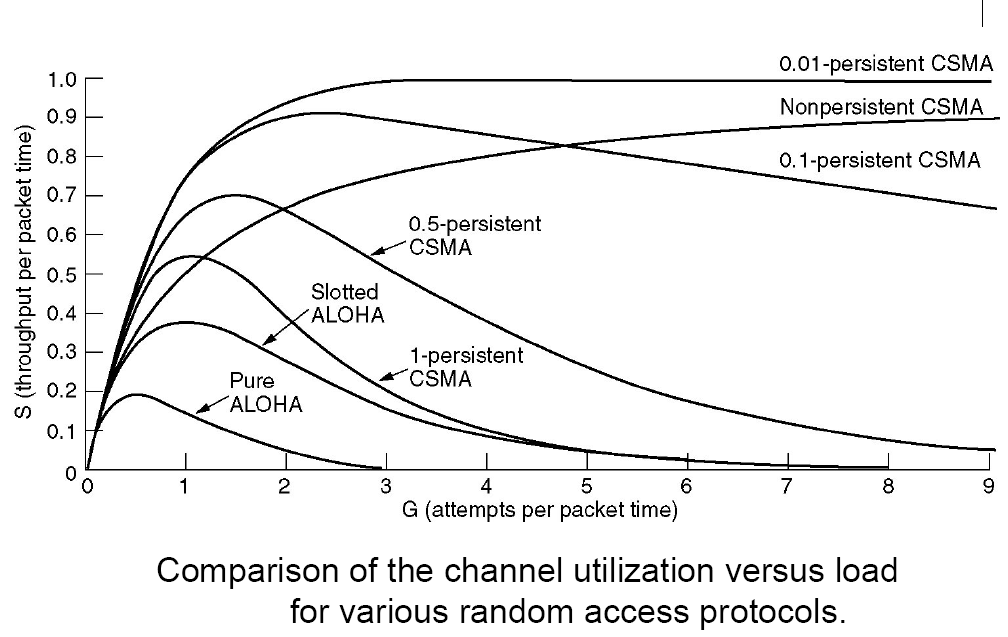 0.01-persistent CSMA
1.0
0.9
Nonpersistent CSMA
0.8
0.1-persistent CSMA
0.7
0.6
0.5-persistent
CSMA
0.5
Slotted
ALOHA
0.4
0.3
1-persistent
CSMA
Pure
ALOHA
0.2
0.1
0
S (throughput per packet time)
0 1 2 3 4 5 6 7 8 9
G (attempts per packet time)
Comparison of the channel utilization versus load
for various random access protocols.